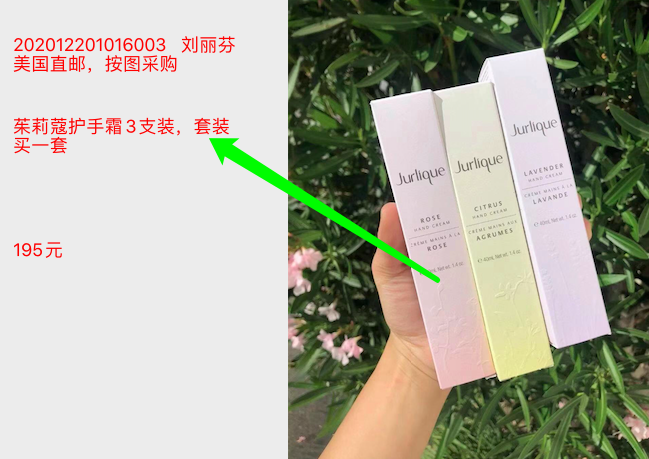 202012201016003 刘丽芬
美国直邮，按图采购
茱莉蔻护手霜3支装，套装
买一套
195元
Jurlique
ROSE
HAND CREAM
CRÈME MAINS À LA
ROSE
Net wt. 1.4 oz.
Jurlique
CITRUS
HAND CREAM
CRÈME MAINS AUX
AGRUMES
℮ 40mL Net wt. 1.4 oz.
Jurlique
LAVENDER
HAND CREAM
CRÈME MAINS À LA
LAVANDE
℮ 40mL Net wt. 1.4 oz.